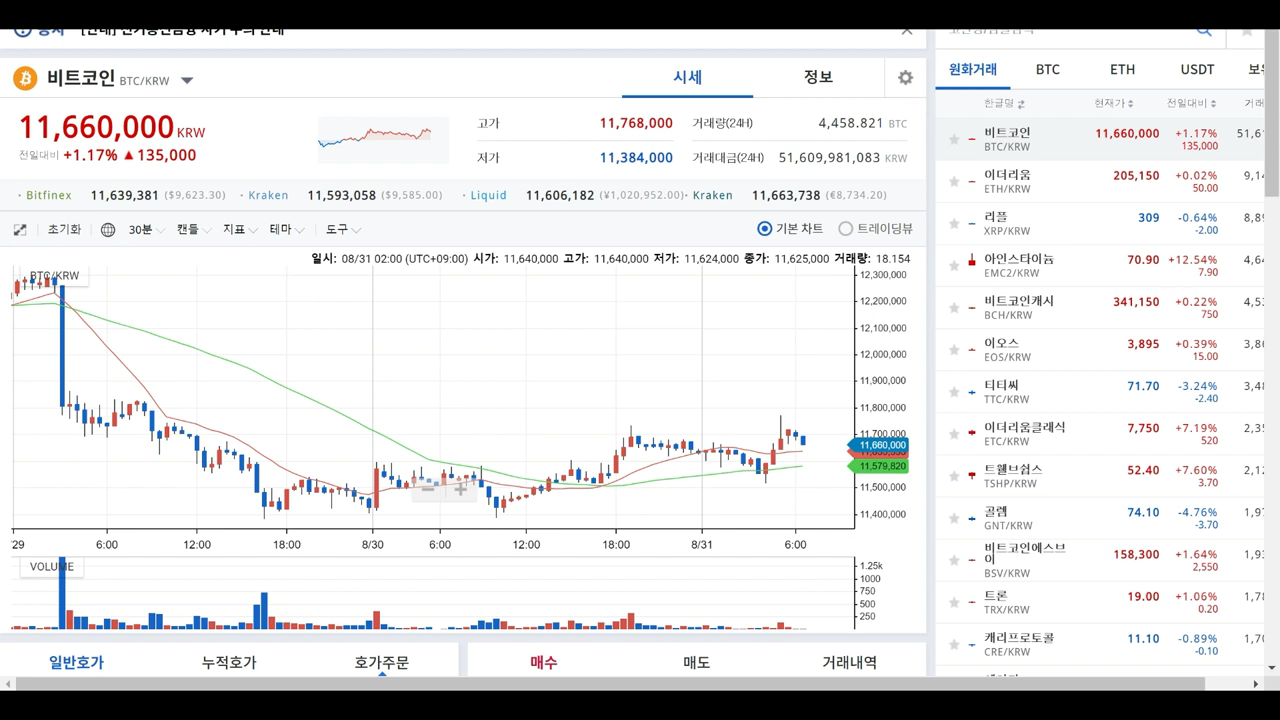 비트코인 BTC/KRW
시세 정보
11,660,000 KRW
전일대비 +1.17% ▲ 135,000
고가 11,768,000 거래량(24H) 4,458.821 BTC
저가 11,384,000 거래대금(24H) 51,609,981,083 KRW
Bitfinex 11,639,381 ($9,623.30) Kraken 11,593,058 ($9,585.00) Liquid 11,606,182 (¥1,020,952.00) Kraken 11,663,738 (€8,734.20)
초기화 30분 캔들 지표 테마 도구 기본 차트 트레이딩뷰
일시: 08/31 02:00 (UTC+09:00) 시가: 11,640,000 고가: 11,640,000 저가: 11,624,000 종가: 11,625,000 거래량: 18.154
BTC/KRW
12,300,000
12,200,000
12,100,000
12,000,000
11,900,000
11,800,000
11,700,000
11,660,000
11,579,820
11,500,000
11,400,000
29 6:00 12:00 18:00 8/30 6:00 12:00 18:00 8/31 6:00
VOLUME
1.25k
1000
750
500
250
일반호가 누적호가 호가주문 매수 매도 거래내역
원화거래 BTC ETH USDT
한글명 현재가 전일대비
비트코인 11,660,000 +1.17%
BTC/KRW 135,000
이더리움 205,150 +0.02%
ETH/KRW 50.00
리플 309 -0.64%
XRP/KRW -2.00
아인스타이늄 70.90 +12.54%
EMC2/KRW 7.90
비트코인캐시 341,150 +0.22%
BCH/KRW 750
이오스 3,895 +0.39%
EOS/KRW 15.00
티티씨 71.70 -3.24%
TTC/KRW -2.40
이더리움클래식 7,750 +7.19%
ETC/KRW 520
트웰브쉽스 52.40 +7.60%
TSHP/KRW 3.70
골렘 74.10 -4.76%
GNT/KRW -3.70
비트코인에스브이 158,300 +1.64%
BSV/KRW 2,550
트론 19.00 +1.06%
TRX/KRW 0.20
캐리프로토콜 11.10 -0.89%
CRE/KRW -0.10